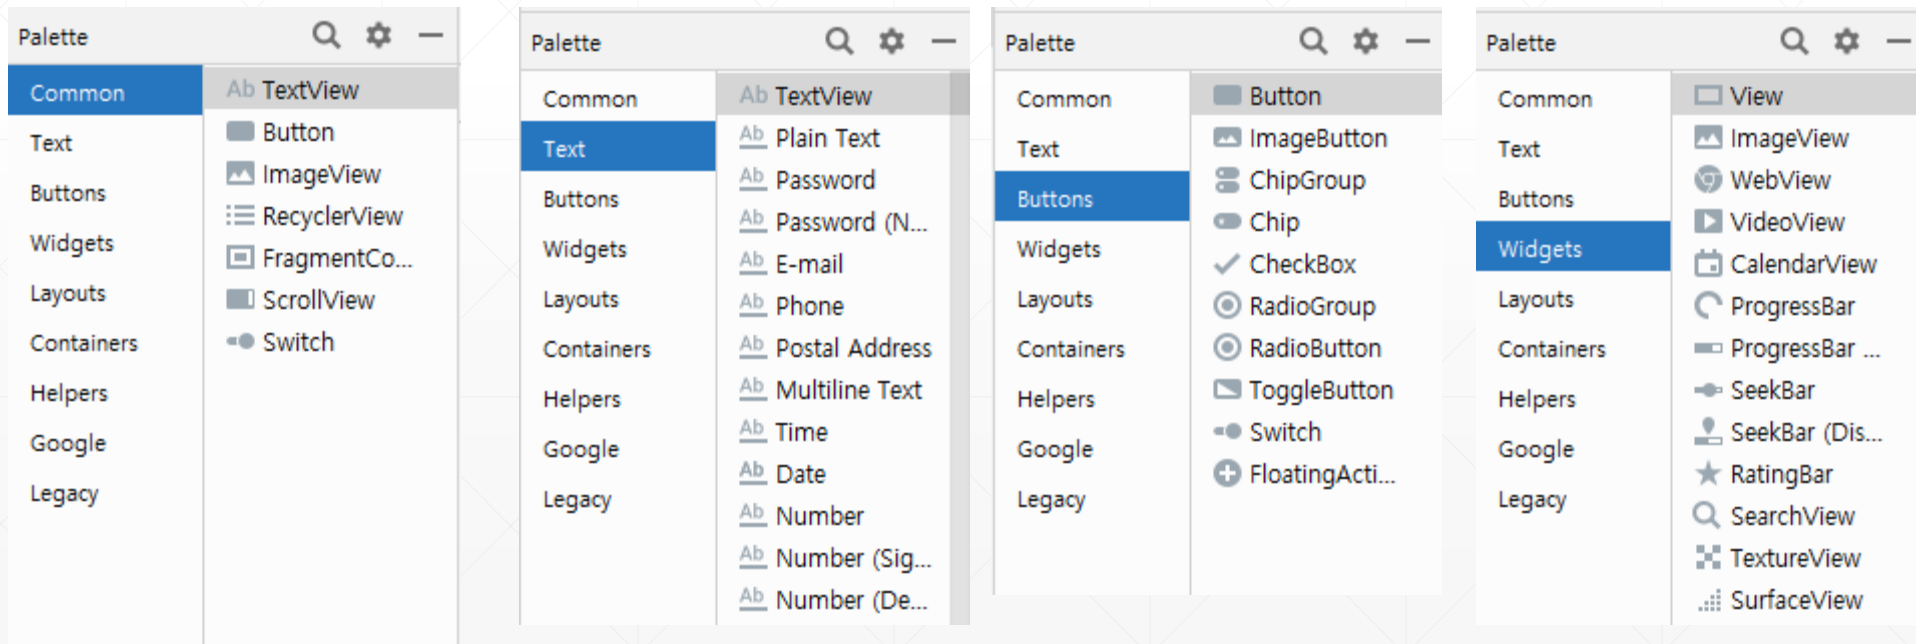 Palette
Common
Text
Buttons
Widgets
Layouts
Containers
Helpers
Google
Legacy
Ab TextView
Button
ImageView
RecyclerView
FragmentCo...
ScrollView
Switch
Palette
Common
Text
Buttons
Widgets
Layouts
Containers
Helpers
Google
Legacy
Ab TextView
Ab Plain Text
Ab Password
Ab Password (N...
Ab E-mail
Ab Phone
Ab Postal Address
Ab Multiline Text
Ab Time
Ab Date
Ab Number
Ab Number (Sig...
Ab Number (De...
Palette
Common
Text
Buttons
Widgets
Layouts
Containers
Helpers
Google
Legacy
Button
ImageButton
ChipGroup
Chip
CheckBox
RadioGroup
RadioButton
ToggleButton
Switch
FloatingActi...
Palette
Common
Text
Buttons
Widgets
Layouts
Containers
Helpers
Google
Legacy
View
ImageView
WebView
VideoView
CalendarView
ProgressBar
ProgressBar ...
SeekBar
SeekBar (Dis...
RatingBar
SearchView
TextureView
SurfaceView